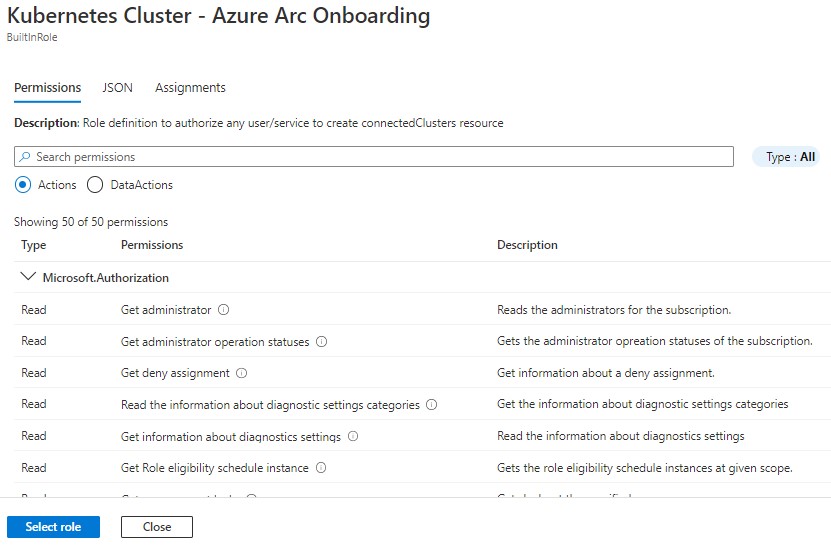 Kubernetes Cluster - Azure Arc Onboarding
BuiltInRole
Permissions JSON Assignments
Description: Role definition to authorize any user/service to create connectedClusters resource
Search permissions Type : All
Actions DataActions
Showing 50 of 50 permissions
Type Permissions Description
Microsoft.Authorization
Read Get administrator Reads the administrators for the subscription.
Read Get administrator operation statuses Gets the administrator opreation statuses of the subscription.
Read Get deny assignment Get information about a deny assignment.
Read Read the information about diagnostic settings categories Get the information about diagnostic settings categories
Read Get information about diagnostics settings Read the information about diagnostics settings
Read Get Role eligibility schedule instance Gets the role eligibility schedule instances at given scope.
Read
Select role Close